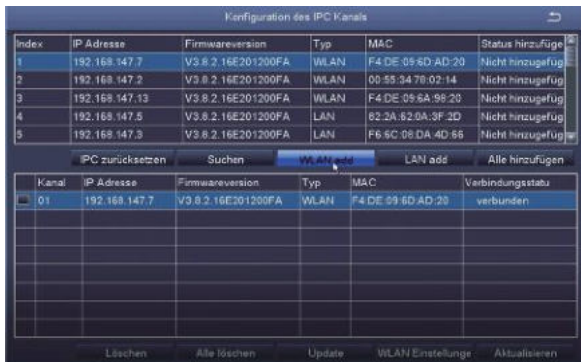 Konfiguration des IPC Kanals
Index IP Adresse Firmwareversion Typ MAC Status hinzufüge
1 192.168.147.7 V3.8.2.16E201200FA WLAN F4:DE:09:6D:AD:20 Nicht hinzugefüg
2 192.168.147.2 V3.8.2.16E201200FA WLAN 00:55:34:78:02:14 Nicht hinzugefüg
3 192.168.147.13 V3.8.2.16E201200FA WLAN F4:DE:09:6A:98:20 Nicht hinzugefüg
4 192.168.147.5 V3.8.2.16E201200FA LAN 82:2A:62:0A:3F:2D Nicht hinzugefüg
5 192.168.147.3 V3.8.2.16E201200FA LAN F6:6C:08:DA:4D:66 Nicht hinzugefüg
IPC zurücksetzen Suchen WLAN add LAN add Alle hinzufügen
Kanal IP Adresse Firmwareversion Typ MAC Verbindungsstatu
01 192.168.147.7 V3.8.2.16E201200FA WLAN F4:DE:09:6D:AD:20 verbunden
Löschen Alle löschen Update WLAN Einstellunge Aktualisieren